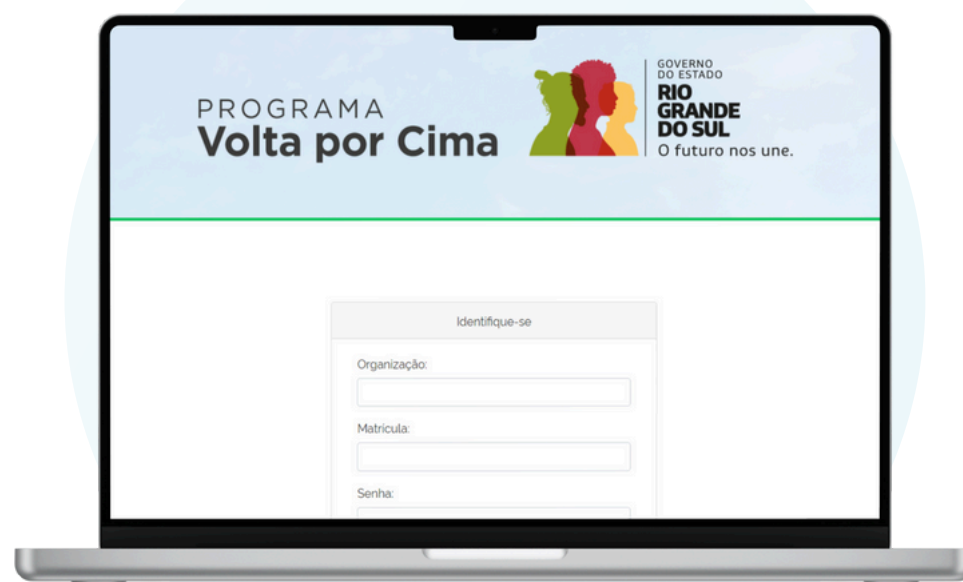 PROGRAMA
Volta por Cima
GOVERNO
DO ESTADO
RIO
GRANDE
DO SUL
O futuro nos une.
Identifique-se
Organização:
Matricula:
Senha: